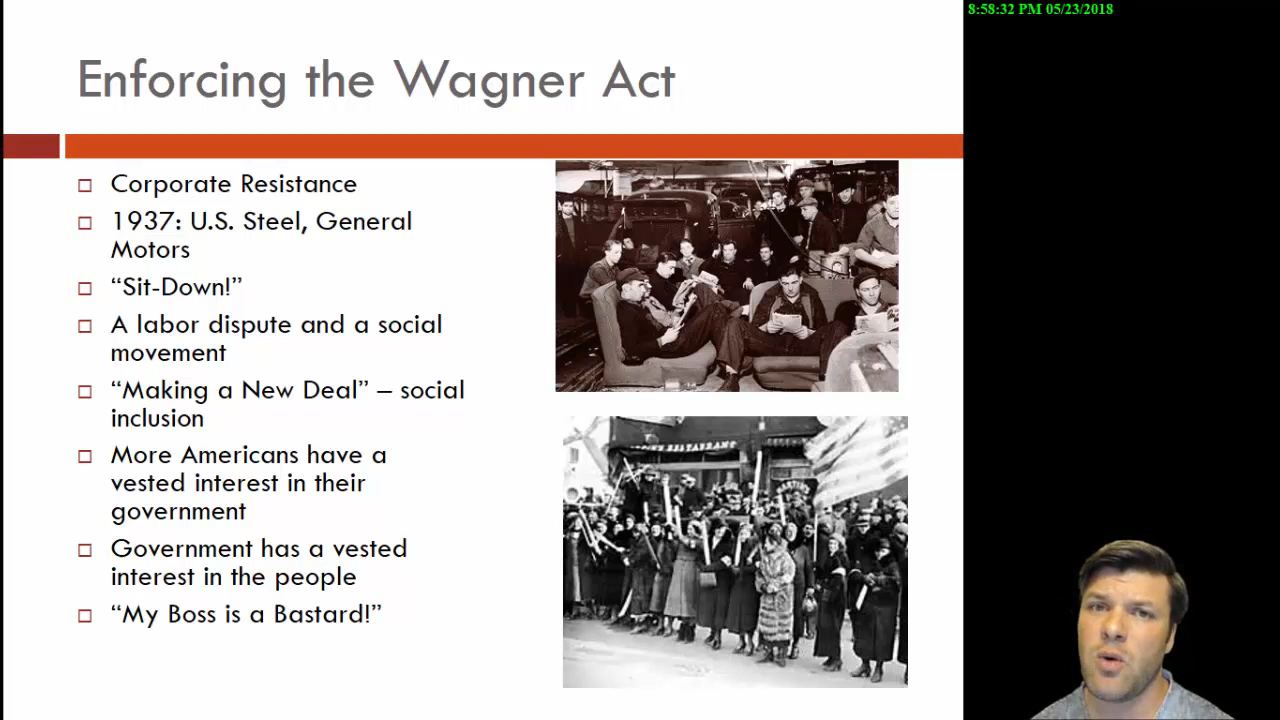 8:58:32 PM 05/23/2018
Enforcing the Wagner Act
Corporate Resistance
1937: U.S. Steel, General
Motors
“Sit-Down!”
A labor dispute and a social
movement
“Making a New Deal” – social
inclusion
More Americans have a
vested interest in their
government
Government has a vested
interest in the people
“My Boss is a Bastard!”
RESTAURANT